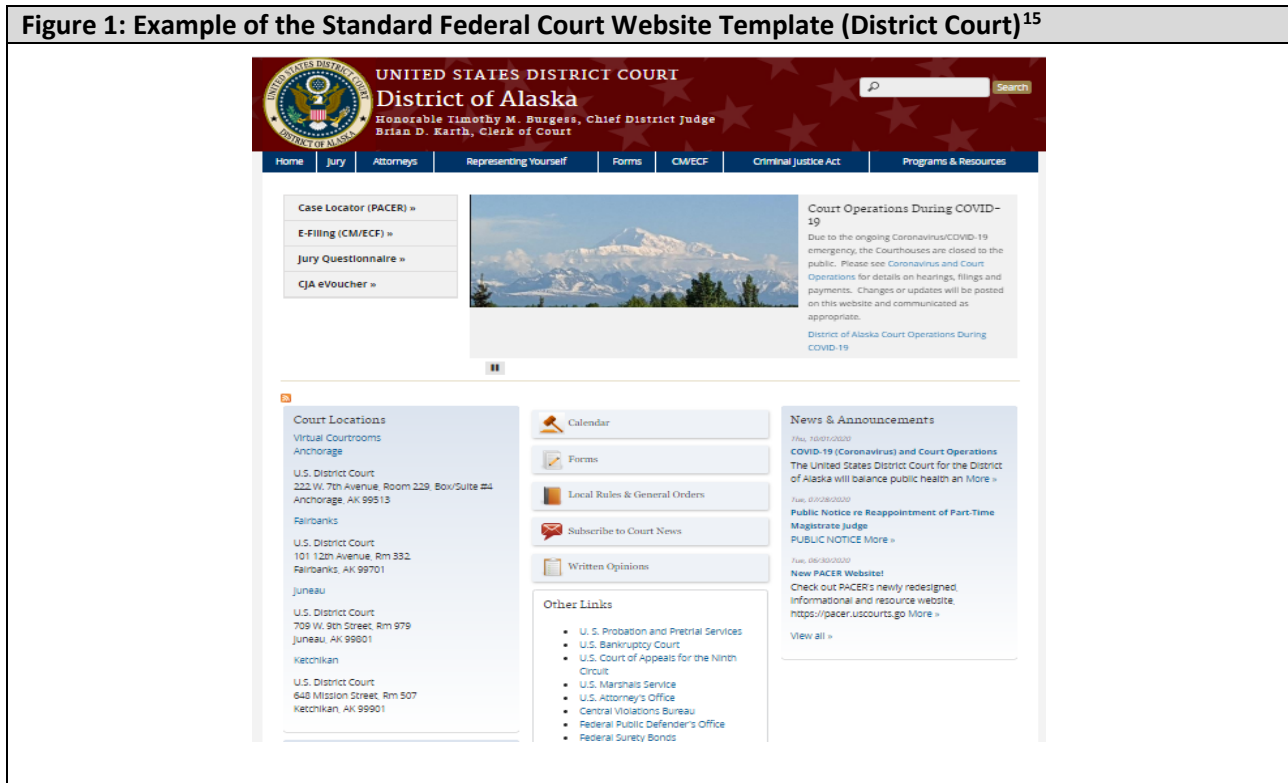 Figure 1: Example of the Standard Federal Court Website Template (District Court)15
UNITED STATES DISTRICT COURT
DISTRICT OF ALASKA
UNITED STATES DISTRICT COURT
District of Alaska
Honorable Timothy M. Burgess, Chief District Judge
Brian D. Karth, Clerk of Court
Search
Home Jury Attorneys Representing Yourself Forms CM/ECF Criminal Justice Act Programs & Resources
Case Locator (PACER) »
E-Filing (CM/ECF) »
Jury Questionnaire »
CJA eVoucher »
Court Operations During COVID-
19
Due to the ongoing Coronavirus/COVID-19
emergency, the Courthouses are closed to the
public. Please see Coronavirus and Court
Operations for details on hearings, filings and
payments. Changes or updates will be posted
on this website and communicated as
appropriate.
District of Alaska Court Operations During
COVID-19
Court Locations
Virtual Courtrooms
Anchorage
U.S. District Court
222 W. 7th Avenue, Room 229, Box/Suite #4
Anchorage, AK 99513
Fairbanks
U.S. District Court
101 12th Avenue, Rm 332
Fairbanks, AK 99701
Juneau
U.S. District Court
709 W. 9th Street, Rm 979
Juneau, AK 99801
Ketchikan
U.S. District Court
648 Mission Street, Rm 507
Ketchikan, AK 99901
Calendar
Forms
Local Rules & General Orders
Subscribe to Court News
Written Opinions
Other Links
U. S. Probation and Pretrial Services
U.S. Bankruptcy Court
U.S. Court of Appeals for the Ninth
Circuit
U.S. Marshals Service
U.S. Attorney's Office
Central Violations Bureau
Federal Public Defender's Office
Federal Surety Bonds
News & Announcements
Thu, 10/01/2020
COVID-19 (Coronavirus) and Court Operations
The United States District Court for the District
of Alaska will balance public health an More »
Tue, 07/28/2020
Public Notice re Reappointment of Part-Time
Magistrate Judge
PUBLIC NOTICE More »
Tue, 06/30/2020
New PACER Website!
Check out PACER's newly redesigned,
informational and resource website,
https://pacer.uscourts.go More »
View all »